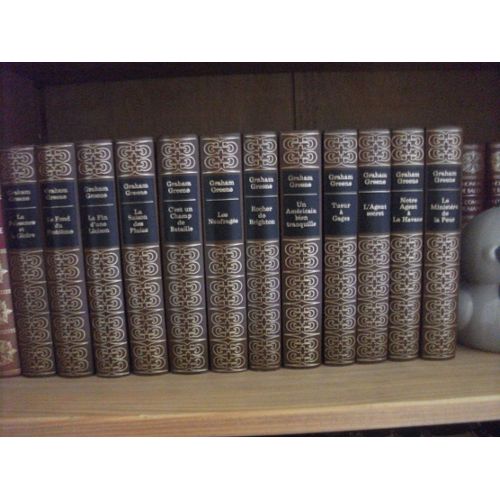 Graham
Greene
La
et
la Gloire
Graham
Greene
Le Fond
du
Problème
Graham
Greene
La Fin
d'une
Liaison
Graham
Greene
La
Saison
des
Pluies
Graham
Greene
C'est un
Champ
de
Bataille
Graham
Greene
Les
Naufragés
Graham
Greene
Rocher
de
Brighton
Graham
Greene
Un
Américain
bien
tranquille
Graham
Greene
Tueur
à
Gages
Graham
Greene
L'Agent
secret
Graham
Greene
Notre
Agent
à
La Havane
Graham
Greene
Le
Ministère
de
la Peur